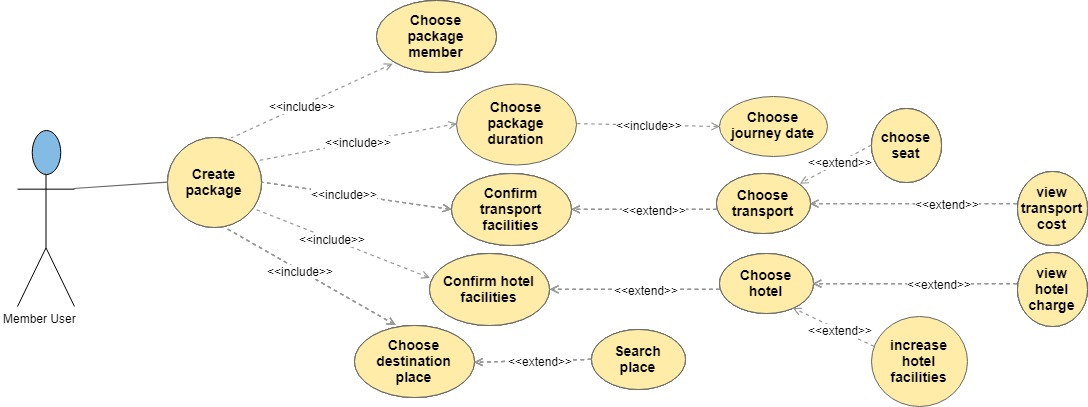 Choose
package
member
<<include>>
Choose
package
duration
<<include>>
Choose
journey date
choose
seat
<<include>>
<<extend>>
Create
package
<<include>>
Confirm
transport
facilities
<<extend>>
Choose
transport
<<extend>>
view
transport
cost
<<include>>
Confirm hotel
facilities
<<extend>>
Choose
hotel
<<extend>>
view
hotel
charge
<<include>>
Member User
<<extend>>
Choose
destination
place
<<extend>>
Search
place
increase
hotel
facilities